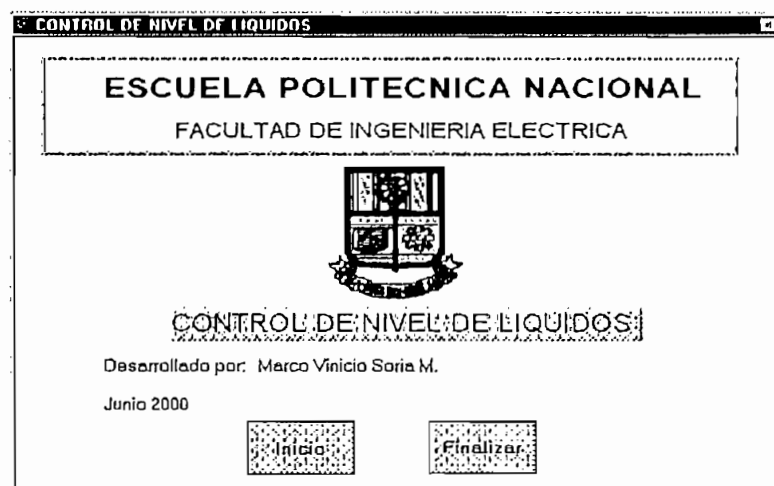 CONTROL DE NIVEL DE LIQUIDOS
ESCUELA POLITECNICA NACIONAL
FACULTAD DE INGENIERIA ELECTRICA
CONTROL DE NIVEL DE LIQUIDOS
Desarrollado por: Marco Vinicio Soria M.
Junio 2000
Inicio Finalizar